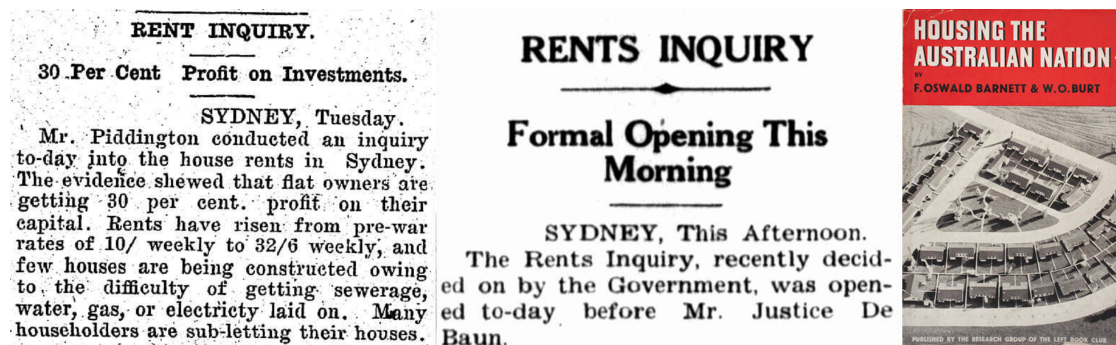 RENT INQUIRY.
30 Per Cent Profit on Investments.
SYDNEY, Tuesday.
Mr. Piddington conducted an inquiry
to-day into the house rents in Sydney.
The evidence shewed that flat owners are
getting 30 per cent. profit on their
capital. Rents have risen from pre-war
rates of 10/ weekly to 32/6 weekly, and
few houses are being constructed owing
to the difficulty of getting sewerage,
water, gas, or electricty laid on. Many
householders are sub-letting their houses.
RENTS INQUIRY
Formal Opening This
Morning
SYDNEY, This Afternoon.
The Rents Inquiry, recently decid-
ed on by the Government, was open-
ed to-day before Mr. Justice De
Baun.
HOUSING THE
AUSTRALIAN NATION
BY
F. OSWALD BARNETT & W. O. BURT
PUBLISHED BY THE RESEARCH GROUP OF THE LEFT BOOK CLUB